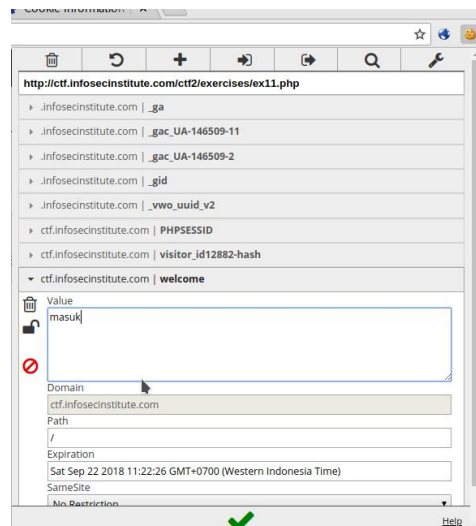 Cookie Information
http://ctf.infosecinstitute.com/ctf2/exercises/ex11.php
.infosecinstitute.com | _ga
.infosecinstitute.com | _gac_UA-146509-11
.infosecinstitute.com | _gac_UA-146509-2
.infosecinstitute.com | _gid
.infosecinstitute.com | _vwo_uuid_v2
ctf.infosecinstitute.com | PHPSESSID
ctf.infosecinstitute.com | visitor_id12882-hash
ctf.infosecinstitute.com | welcome
Value
masuk
Domain
ctf.infosecinstitute.com
Path
/
Expiration
Sat Sep 22 2018 11:22:26 GMT+0700 (Western Indonesia Time)
SameSite
No Restriction
Help